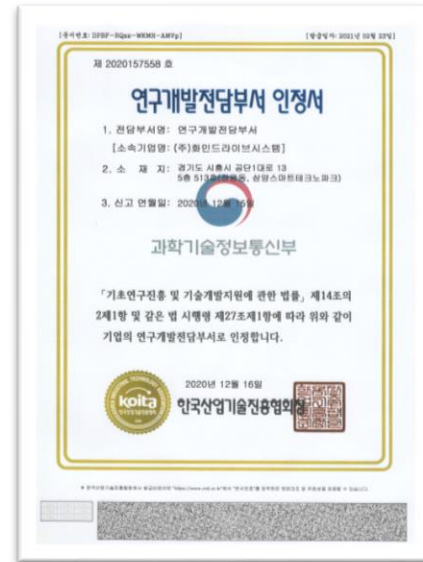 제 2020157558 호
연구개발전담부서 인정서
1. 전담부서명: 연구개발전담부서
[소속기업명: (주)화인드라이브시스템]
2. 소 재 지: 경기도 시흥시 공단1대로 13
5층 513호
3. 신고 연월일: 2020년 12월 15일
과학기술정보통신부
「기초연구진흥 및 기술개발지원에 관한 법률」 제14조의
2제1항 및 같은 법 시행령 제27조제1항에 따라 위와 같이
기업의 연구개발전담부서로 인정합니다.
2020년 12월 16일
koita
한국산업기술진흥협회장